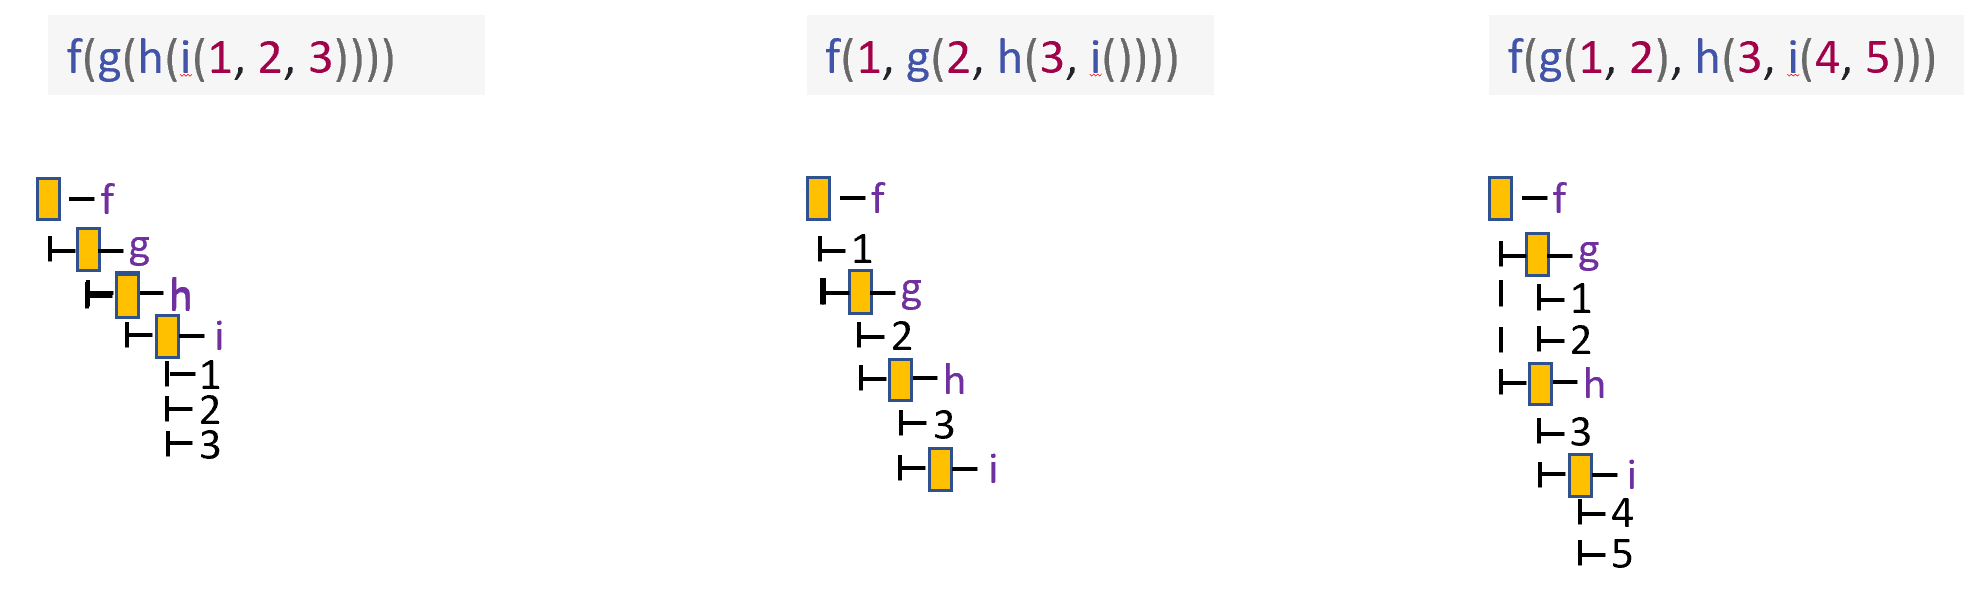 f(g(h(i(1, 2, 3))))
f
g
h
i
1
2
3
f(1, g(2, h(3, i())))
f
1
g
2
h
3
i
f(g(1, 2), h(3, i(4, 5)))
f
g
1
2
h
3
i
4
5